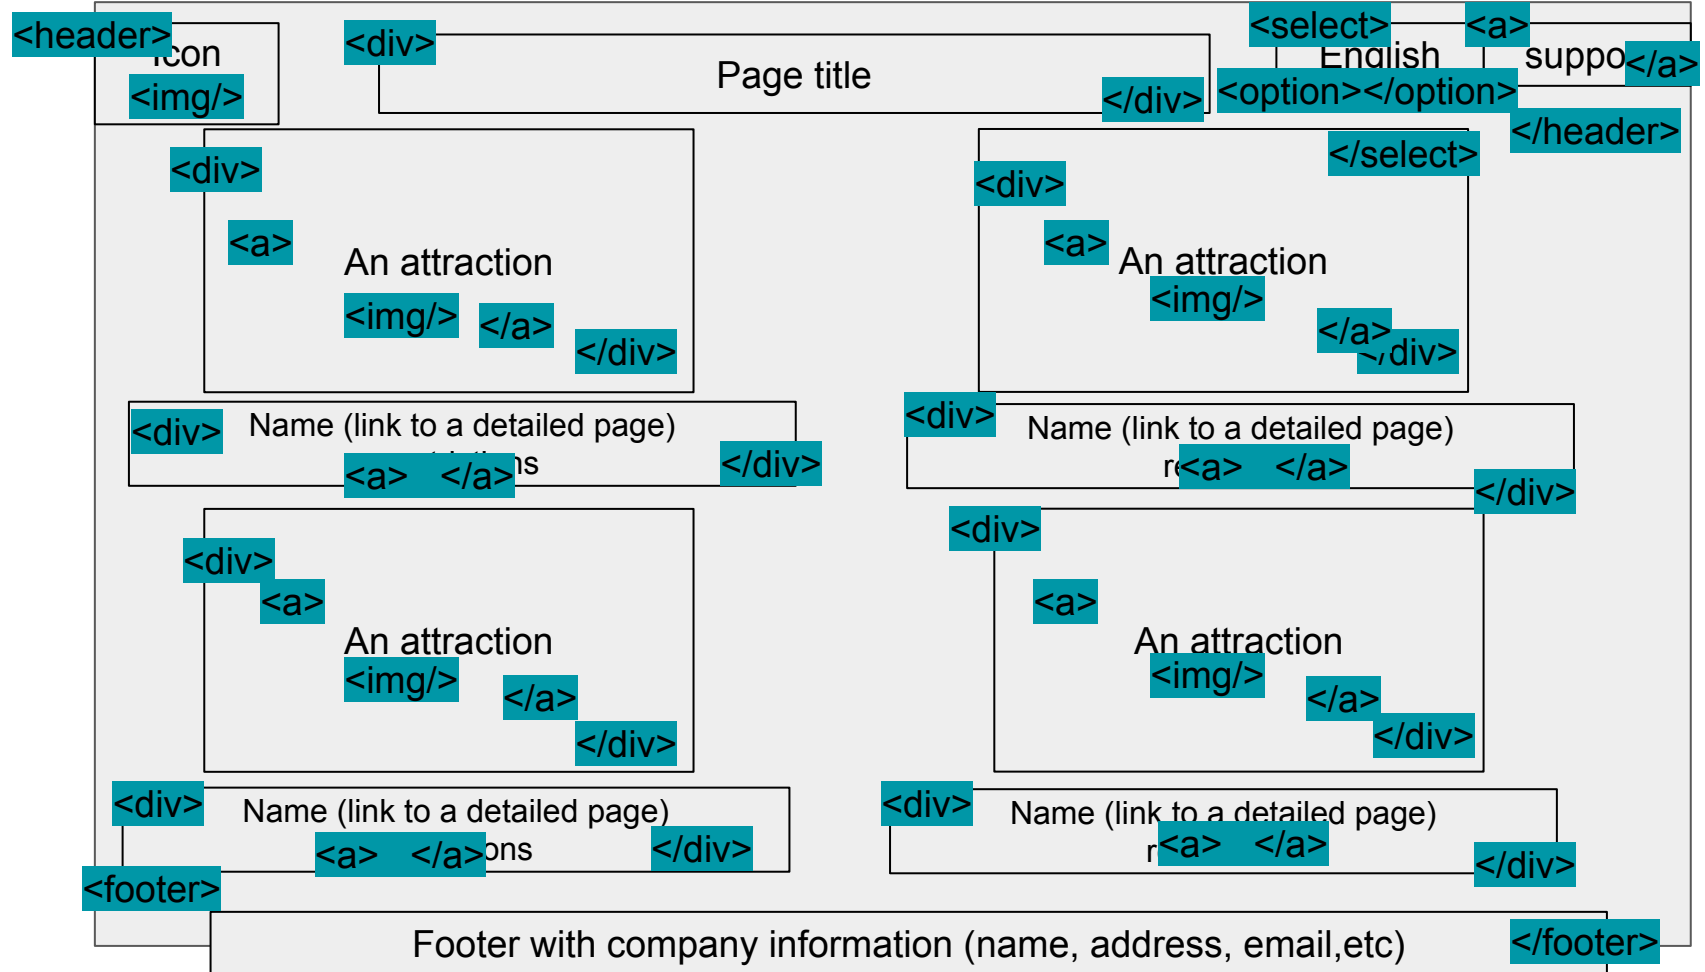 <header>
Icon
<img/>
<div>
Page title
</div>
<select>
English
<option></option>
</select>
<a>
</a>
</header>
<div>
<a>
An attraction
<img/>
</a>
</div>
<div>
<a>
An attraction
<img/>
</a>
</div>
<div>
Name (link to a detailed page)
<a> </a>
</div>
<div>
Name (link to a detailed page)
<a> </a>
</div>
<div>
<a>
An attraction
<img/>
</a>
</div>
<div>
<a>
An attraction
<img/>
</a>
</div>
<div>
Name (link to a detailed page)
<a> </a>
</div>
<div>
Name (link to a detailed page)
<a> </a>
</div>
<footer>
Footer with company information (name, address, email,etc)
</footer>